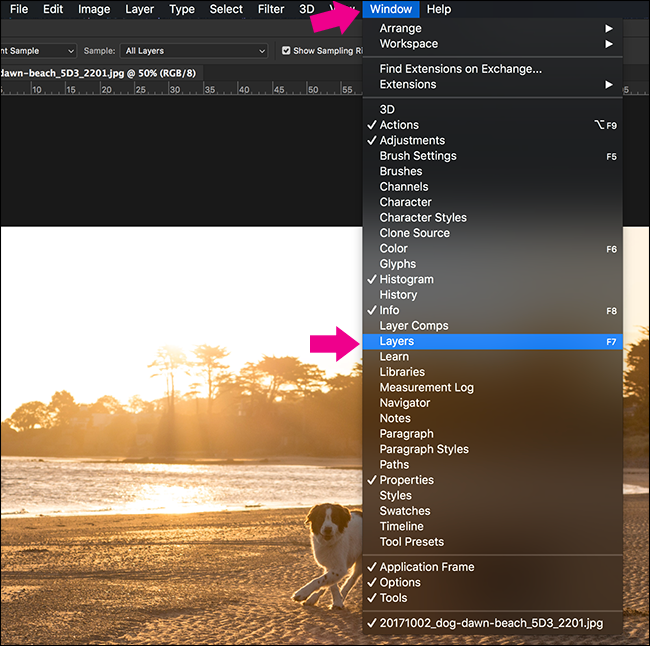 File Edit Image Layer Type Select Filter 3D View Window Help
nt Sample Sample: All Layers Show Sampling Ri
-dawn-beach_5D3_2201.jpg @ 50% (RGB/8)
5 10 15 20 25 30 35 40 45 50 55 95
Arrange
Workspace
Find Extensions on Exchange...
Extensions
3D
Actions ⌥F9
Adjustments
Brush Settings F5
Brushes
Channels
Character
Character Styles
Clone Source
Color F6
Glyphs
Histogram
History
Info F8
Layer Comps
Layers F7
Learn
Libraries
Measurement Log
Navigator
Notes
Paragraph
Paragraph Styles
Paths
Properties
Styles
Swatches
Timeline
Tool Presets
Application Frame
Options
Tools
20171002_dog-dawn-beach_5D3_2201.jpg